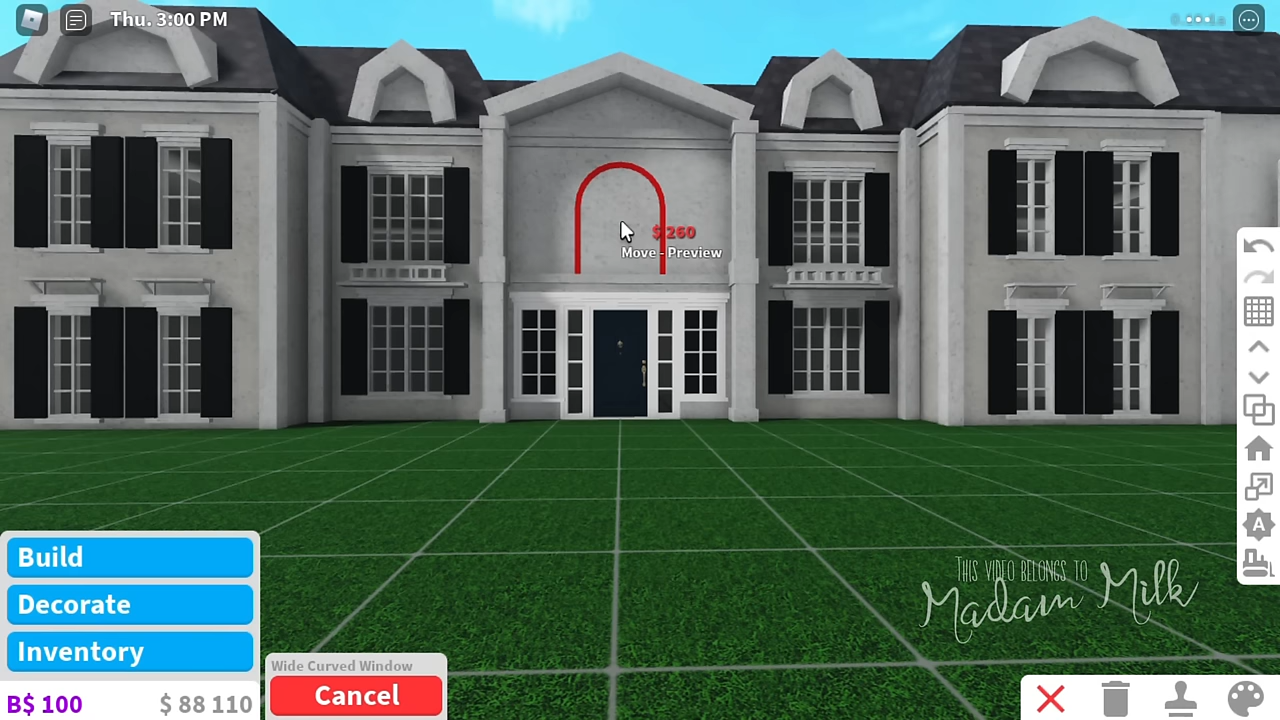 Thu. 3:00 PM
$ 260
Move - Preview
This video belongs to
Madam Milk
Build
Decorate
Inventory
B$ 100
$ 88 110
Wide Curved Window
Cancel
A